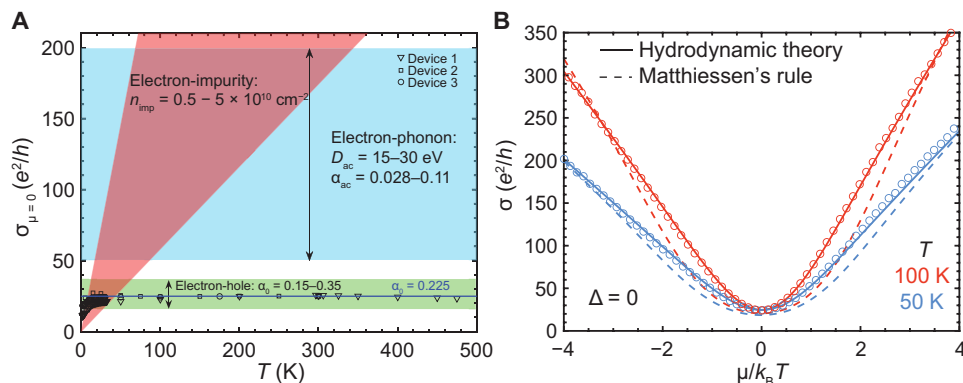 A
200
150
100
50
0
σμ=0 (e²/h)
0
100
200
300
400
500
T (K)
Electron-impurity:
nimp = 0.5 − 5 × 10¹⁰ cm⁻²
Device 1
Device 2
Device 3
Electron-phonon:
Dac = 15–30 eV
αac = 0.028–0.11
Electron-hole: α₀ = 0.15–0.35
α₀ = 0.225
B
350
300
250
200
150
100
50
0
σ (e²/h)
−4
−2
0
2
4
μ/kBT
Hydrodynamic theory
Matthiessen's rule
Δ = 0
T
100 K
50 K